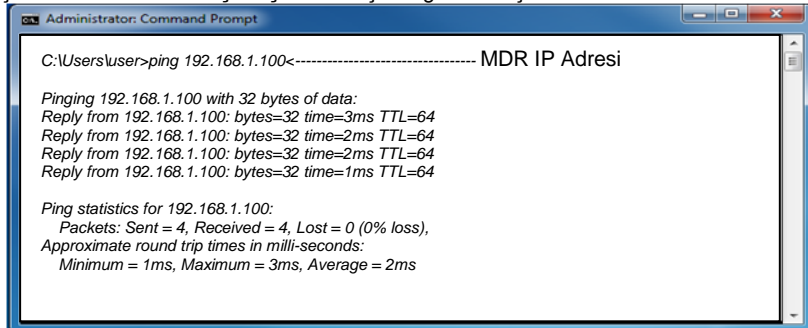 Administrator: Command Prompt
C:\Users\user>ping 192.168.1.100<---------------------------------- MDR IP Adresi
Pinging 192.168.1.100 with 32 bytes of data:
Reply from 192.168.1.100: bytes=32 time=3ms TTL=64
Reply from 192.168.1.100: bytes=32 time=2ms TTL=64
Reply from 192.168.1.100: bytes=32 time=2ms TTL=64
Reply from 192.168.1.100: bytes=32 time=1ms TTL=64
Ping statistics for 192.168.1.100:
Packets: Sent = 4, Received = 4, Lost = 0 (0% loss),
Approximate round trip times in milli-seconds:
Minimum = 1ms, Maximum = 3ms, Average = 2ms